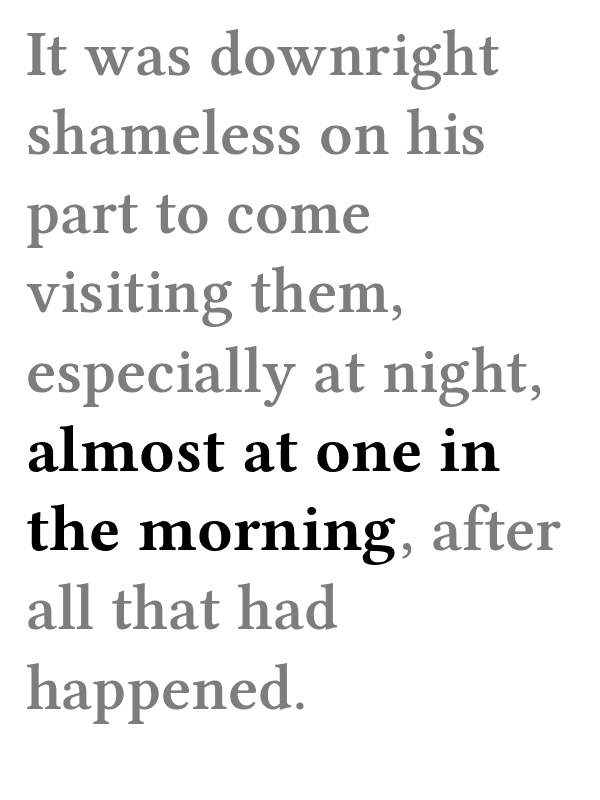 It was downright
shameless on his
part to come
visiting them,
especially at night,
almost at one in
the morning, after
all that had
happened.